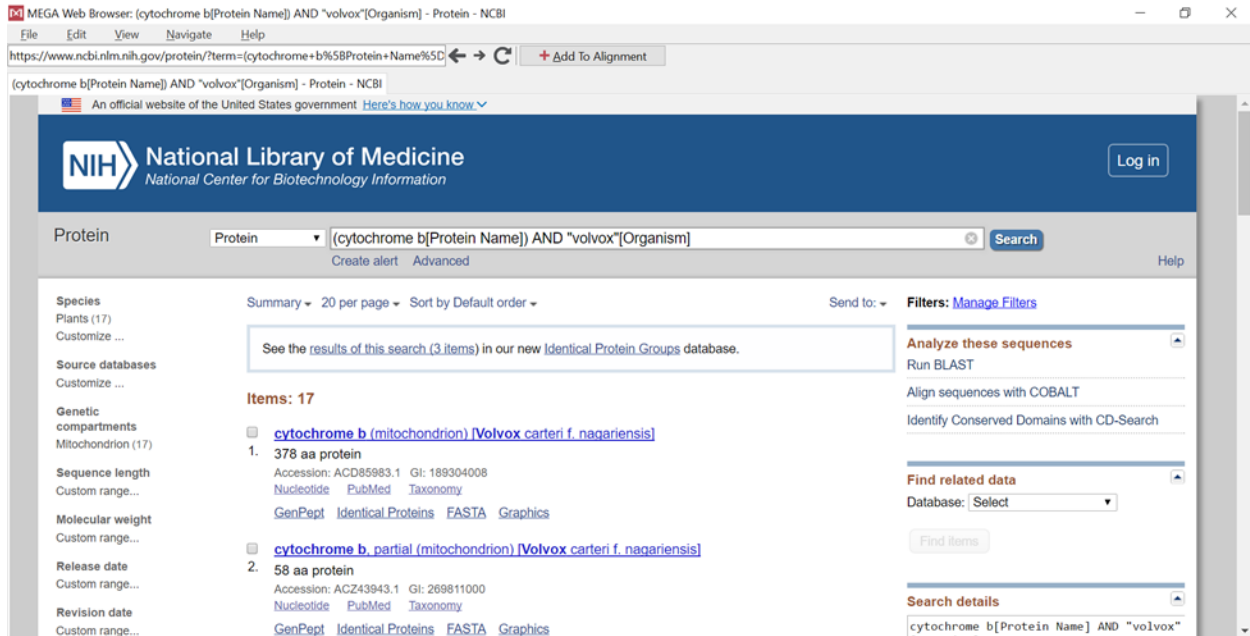 MEGA Web Browser: (cytochrome b[Protein Name]) AND "volvox"[Organism] - Protein - NCBI
File Edit View Navigate Help
https://www.ncbi.nlm.nih.gov/protein/?term=(cytochrome+b%5BProtein+Name%5D
+ Add To Alignment
(cytochrome b[Protein Name]) AND "volvox"[Organism] - Protein - NCBI
An official website of the United States government Here's how you know
NIH National Library of Medicine
National Center for Biotechnology Information
Log in
Protein
Protein
(cytochrome b[Protein Name]) AND "volvox"[Organism]
Search
Create alert Advanced
Help
Species
Plants (17)
Customize ...
Source databases
Customize ...
Genetic
compartments
Mitochondrion (17)
Sequence length
Custom range...
Molecular weight
Custom range...
Release date
Custom range...
Revision date
Custom range...
Summary 20 per page Sort by Default order
Send to:
See the results of this search (3 items) in our new Identical Protein Groups database.
Items: 17
cytochrome b (mitochondrion) [Volvox carteri f. nagariensis]
1. 378 aa protein
Accession: ACD85983.1 GI: 189304008
Nucleotide PubMed Taxonomy
GenPept Identical Proteins FASTA Graphics
cytochrome b, partial (mitochondrion) [Volvox carteri f. nagariensis]
2. 58 aa protein
Accession: ACZ43943.1 GI: 269811000
Nucleotide PubMed Taxonomy
GenPept Identical Proteins FASTA Graphics
Filters: Manage Filters
Analyze these sequences
Run BLAST
Align sequences with COBALT
Identify Conserved Domains with CD-Search
Find related data
Database: Select
Find items
Search details
cytochrome b[Protein Name] AND "volvox"